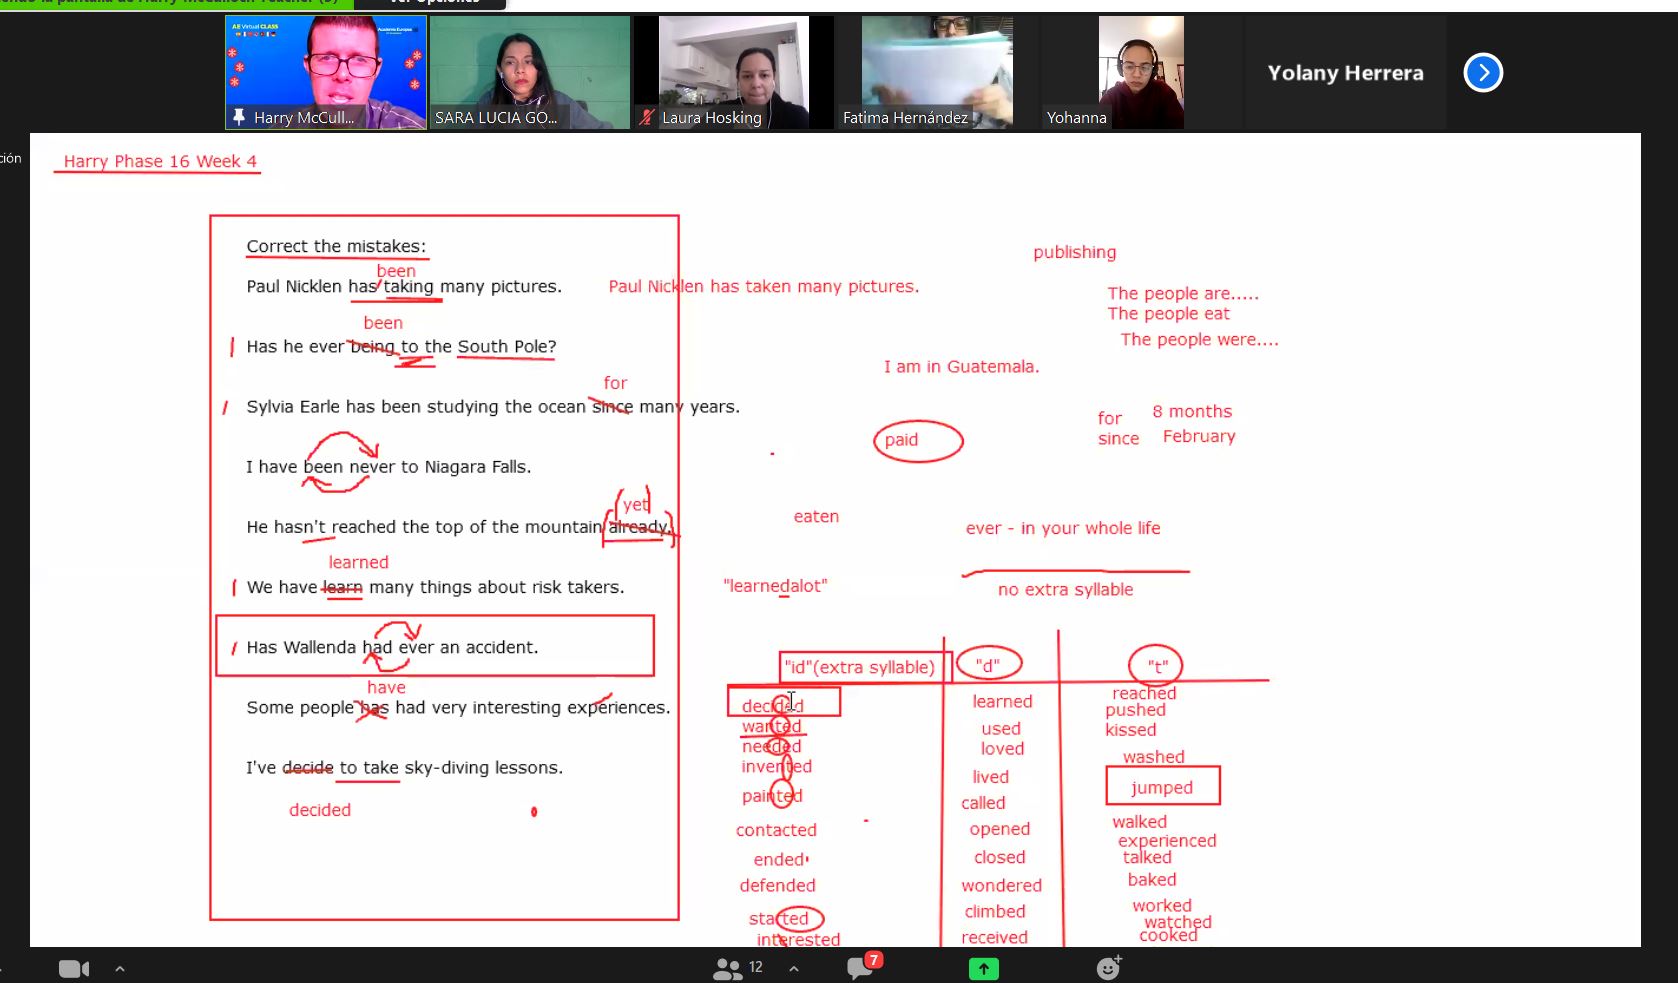 Ver Opciones
AE Virtual CLASS
Academia Europea
Harry McCull...
SARA LUCIA GO...
Laura Hosking
Fatima Hernández
Yohanna
Yolany Herrera
ción
Harry Phase 16 Week 4
Correct the mistakes:
been
Paul Nicklen has taking many pictures.
Paul Nicklen has taken many pictures.
been
Has he ever being to the South Pole?
for
Sylvia Earle has been studying the ocean since many years.
I have been never to Niagara Falls.
yet
He hasn't reached the top of the mountain already.
learned
We have learn many things about risk takers.
Has Wallenda had ever an accident.
have
Some people has had very interesting experiences.
I've decide to take sky-diving lessons.
decided
publishing
The people are.....
The people eat
The people were....
I am in Guatemala.
for 8 months
since February
paid
eaten
ever - in your whole life
"learnedalot"
no extra syllable
"id"(extra syllable)
decided
wanted
needed
invented
painted
contacted
ended
defended
started
interested
"d"
learned
used
loved
lived
called
opened
closed
wondered
climbed
received
"t"
reached
pushed
kissed
washed
jumped
walked
experienced
talked
baked
worked
watched
cooked
12
7